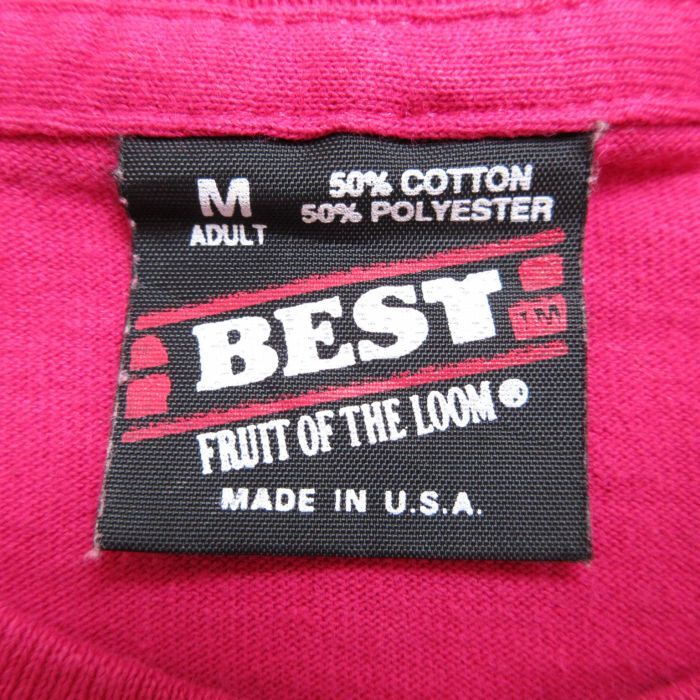 M
ADULT
50% COTTON
50% POLYESTER
BEST
TM
FRUIT OF THE LOOM®
MADE IN U.S.A.